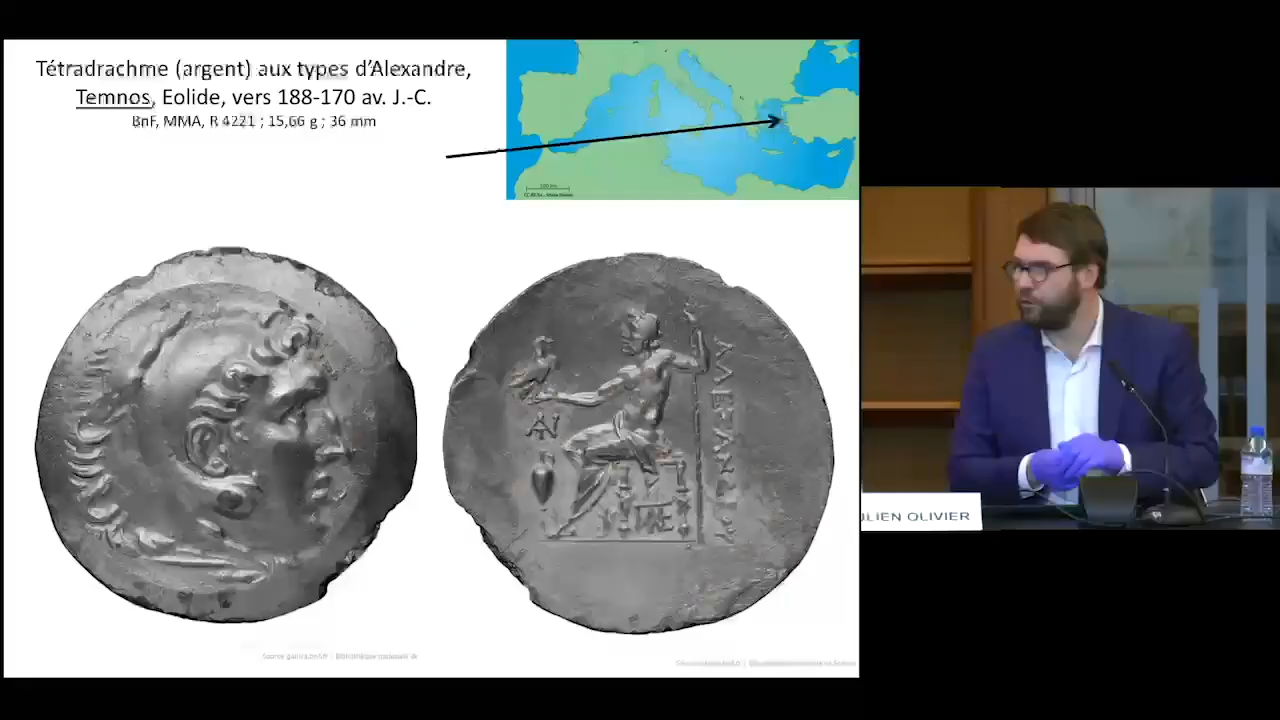 Tétradrachme (argent) aux types d'Alexandre,
Temnos, Eolide, vers 188-170 av. J.-C.
BnF, MMA, R 4221 ; 15,66 g ; 36 mm
ΑΛΕΞΑΝΔΡΟΥ
JLIEN OLIVIER